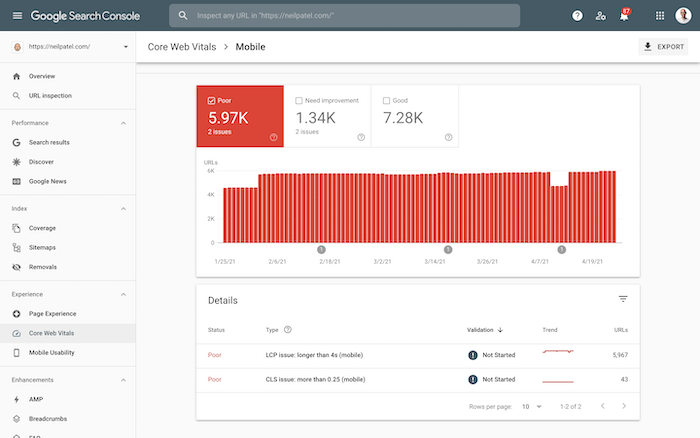 Google Search Console
Inspect any URL in "https://neilpatel.com/"
87
https://neilpatel.com/
Core Web Vitals > Mobile
EXPORT
Overview
URL inspection
Performance
Search results
Discover
Google News
Index
Coverage
Sitemaps
Removals
Experience
Page Experience
Core Web Vitals
Mobile Usability
Enhancements
AMP
Breadcrumbs
FAQ
Poor
5.97K
2 issues
Need improvement
1.34K
2 issues
Good
7.28K
URLs
6K
4K
2K
0
1 1 1
1/25/21 2/6/21 2/18/21 3/2/21 3/14/21 3/26/21 4/7/21 4/19/21
Details
Status Type Validation Trend URLs
Poor LCP issue: longer than 4s (mobile) Not Started 5,967
Poor CLS issue: more than 0.25 (mobile) Not Started 43
Rows per page: 10 1-2 of 2